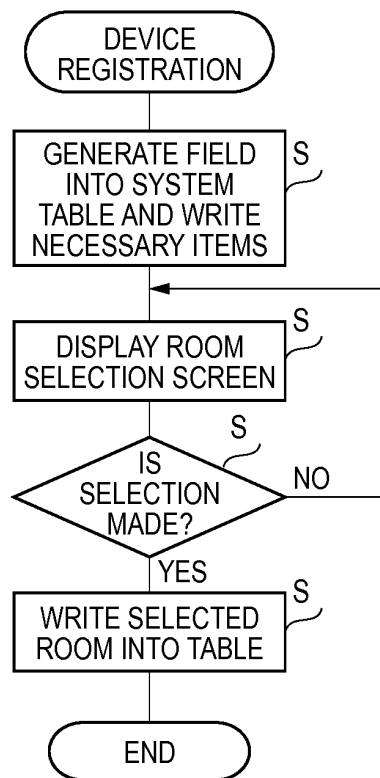 DEVICE
REGISTRATION
GENERATE FIELD
INTO SYSTEM
TABLE AND WRITE
NECESSARY ITEMS
S
DISPLAY ROOM
SELECTION SCREEN
S
IS
SELECTION
MADE?
S
NO
YES
WRITE SELECTED
ROOM INTO TABLE
S
END